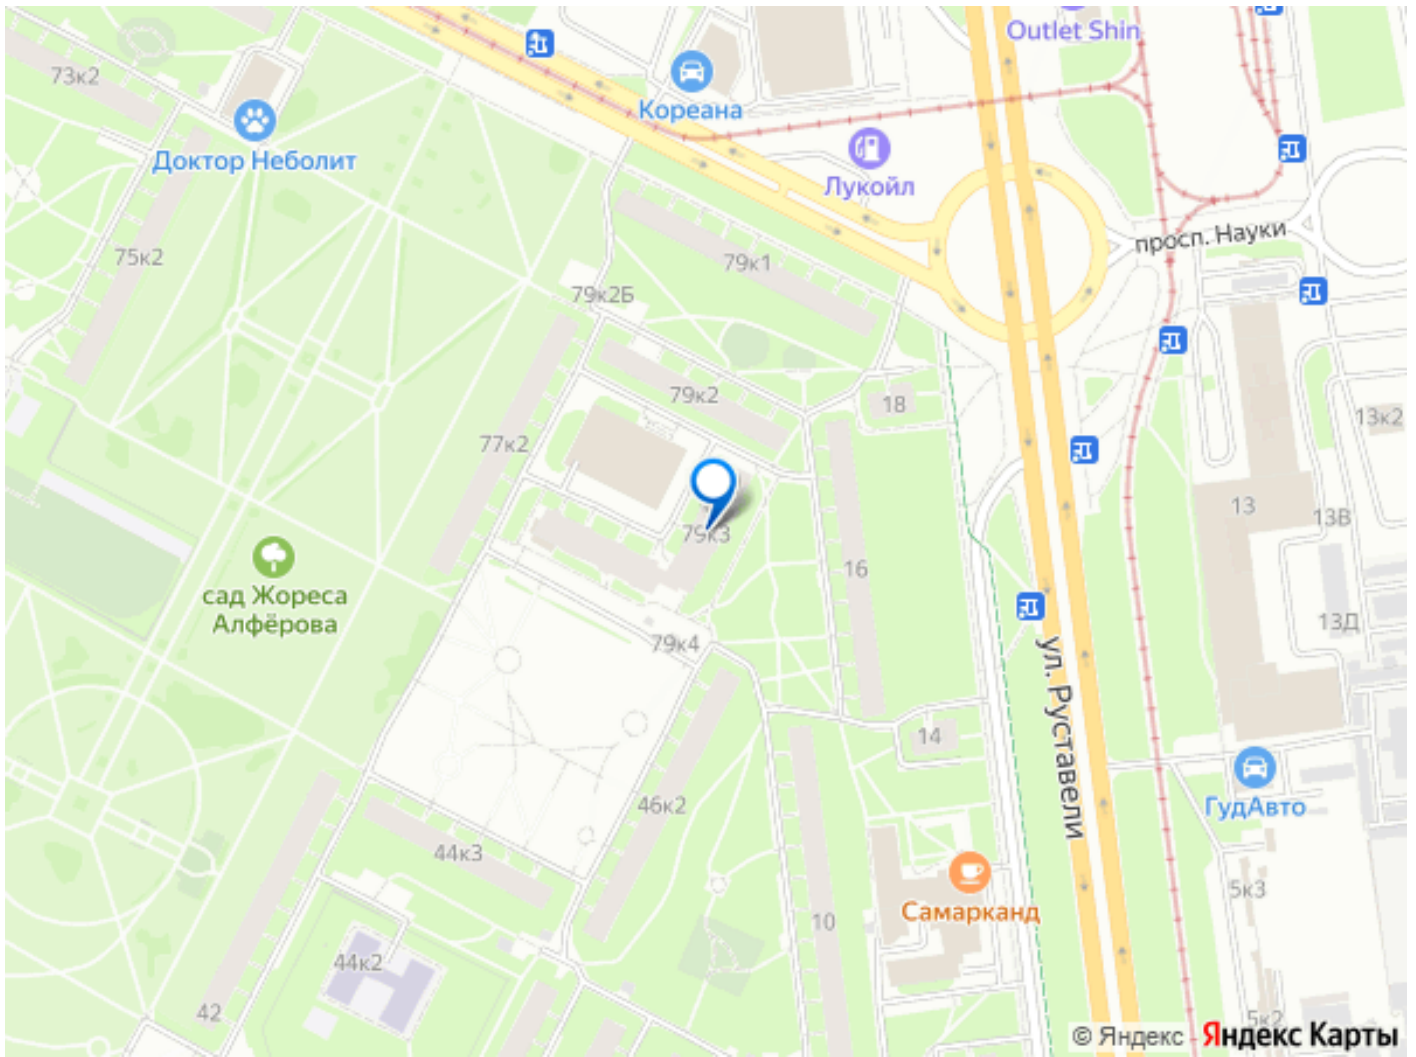 Outlet Shin
73к2
Кореана
Доктор Неболит
Лукойл
просп. Науки
75к2
79к1
79к2Б
79к2
18
13к2
77к2
13
13В
79к3
16
сад Жореса
Алфёрова
13Д
79к4
ул. Руставели
14
46к2
ГудАвто
44к3
5к3
Самарканд
10
44к2
42
5к2
© Яндекс
Яндекс Карты